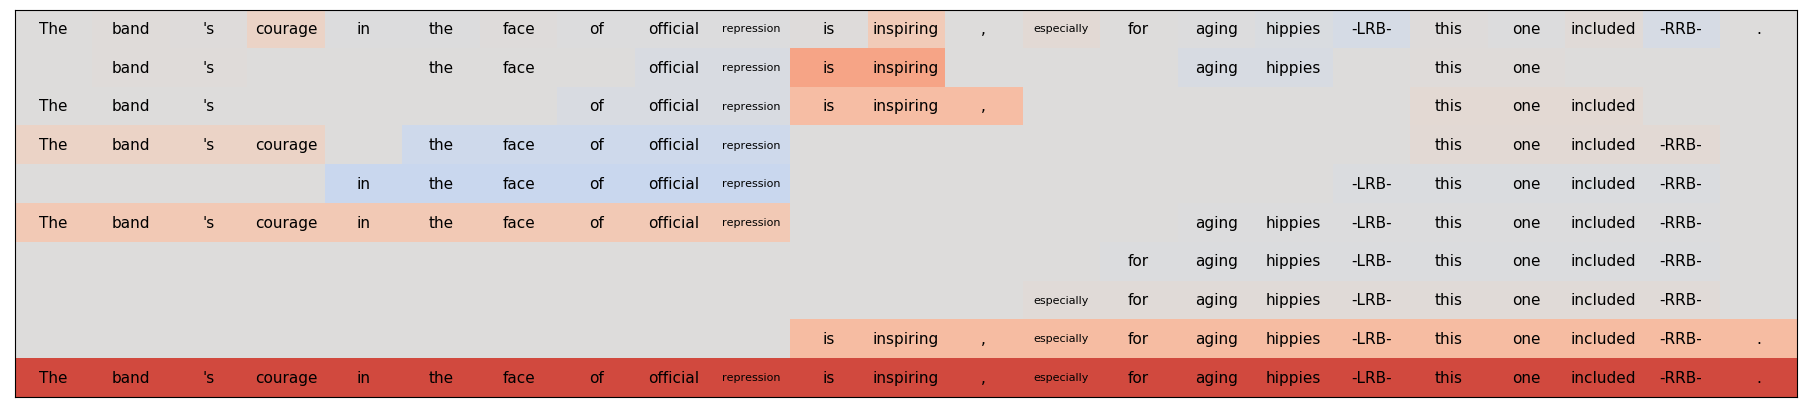 The band 's courage in the face of official repression is inspiring , especially for aging hippies -LRB- this one included -RRB- .
band 's the face official repression is inspiring aging hippies this one
The band 's of official repression is inspiring , this one included
The band 's courage the face of official repression this one included -RRB-
in the face of official repression -LRB- this one included -RRB-
The band 's courage in the face of official repression aging hippies -LRB- this one included -RRB-
for aging hippies -LRB- this one included -RRB-
especially for aging hippies -LRB- this one included -RRB-
is inspiring , especially for aging hippies -LRB- this one included -RRB- .
The band 's courage in the face of official repression is inspiring , especially for aging hippies -LRB- this one included -RRB- .